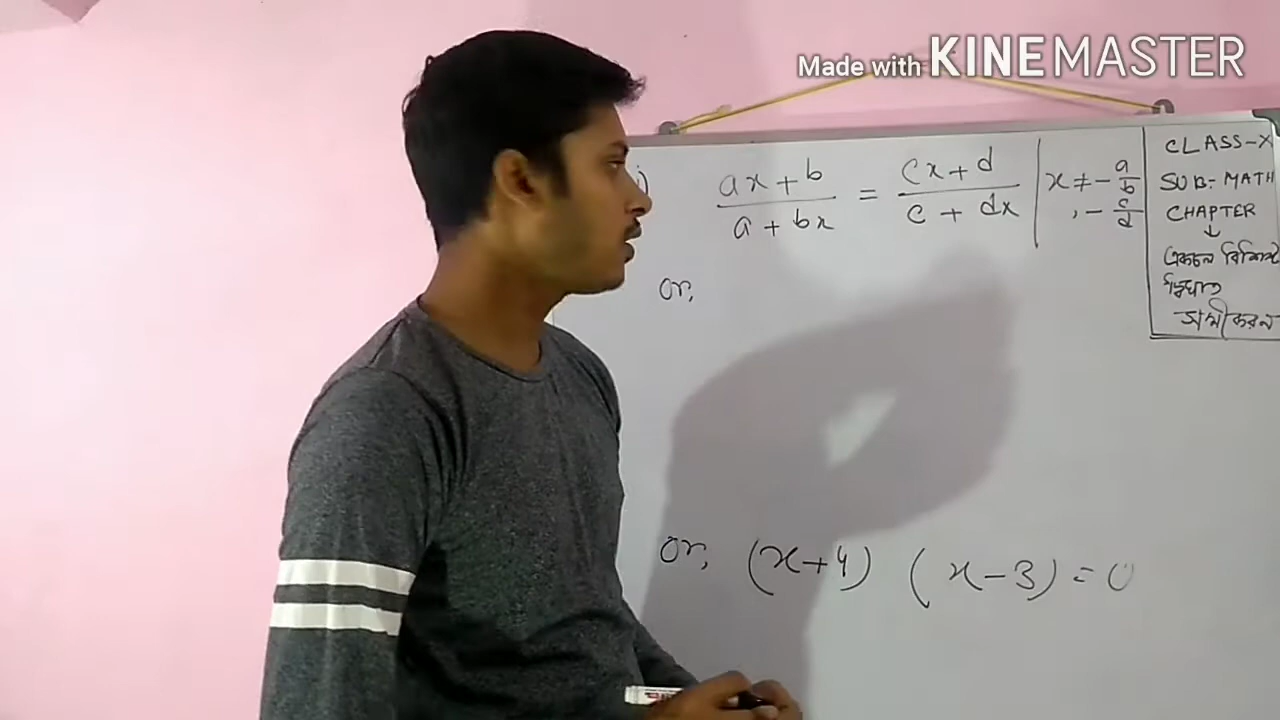 Made with KINEMASTER
i) ax + b / a + bx = cx + d / c + dx | x ≠ - a/b , - c/d
or,
or, (x+4) (x-3) = 0
CLASS-X
SUB- MATH
CHAPTER
↓
একচল বিশিষ্ট
দ্বিঘাত
সমীকরণ